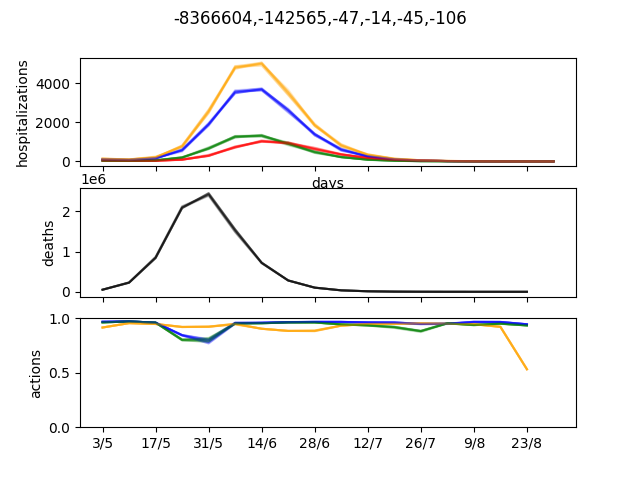 -8366604,-142565,-47,-14,-45,-106
hospitalizations
4000
2000
0
days
1e6
deaths
2
1
0
actions
1.0
0.5
0.0
3/5 17/5 31/5 14/6 28/6 12/7 26/7 9/8 23/8